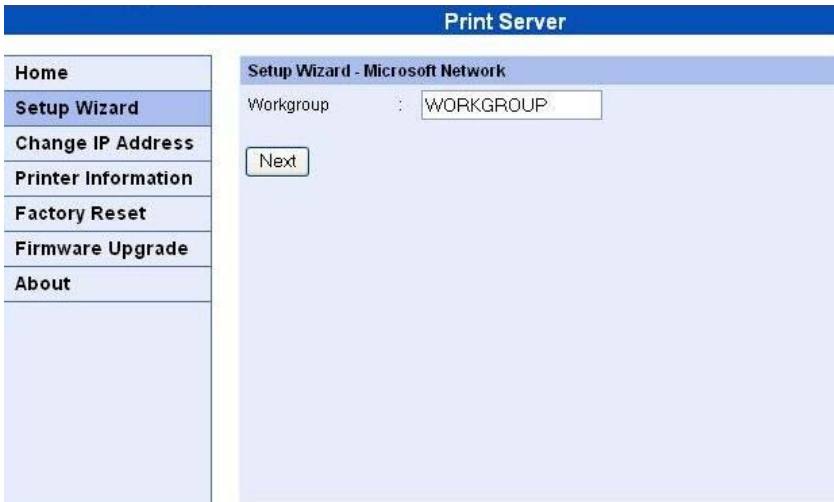 Print Server
Home
Setup Wizard
Change IP Address
Printer Information
Factory Reset
Firmware Upgrade
About
Setup Wizard - Microsoft Network
Workgroup : WORKGROUP
Next